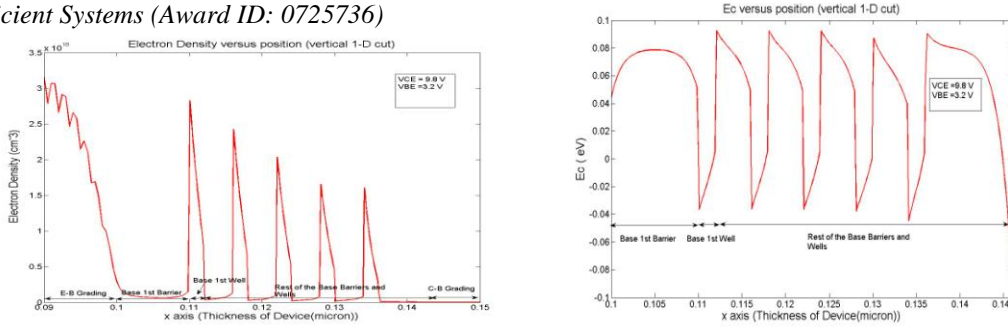 icient Systems (Award ID: 0725736)
Electron Density versus position (vertical 1-D cut)
3.5
3
2.5
2
1.5
1
0.5
0
Electron Density (cm^3)
VCE = 9.8 V
VBE =3.2 V
E-B Grading
Base 1st Barrier
Base 1st Well
Rest of the Base Barriers and
Wells
C-B Grading
0.09
0.1
0.11
0.12
0.13
0.14
0.15
x axis (Thickness of Device(micron))
Ec versus position (vertical 1-D cut)
0.1
0.08
0.06
0.04
0.02
0
-0.02
-0.04
-0.06
-0.08
-0.1
Ec ( eV)
VCE=9.8 V
VBE =3.2 V
Base 1st Barrier
Base 1st Well
Rest of the Base Barriers and
Wells
0.1
0.105
0.11
0.115
0.12
0.125
0.13
0.135
0.14
x axis (Thickness of Device(micron))